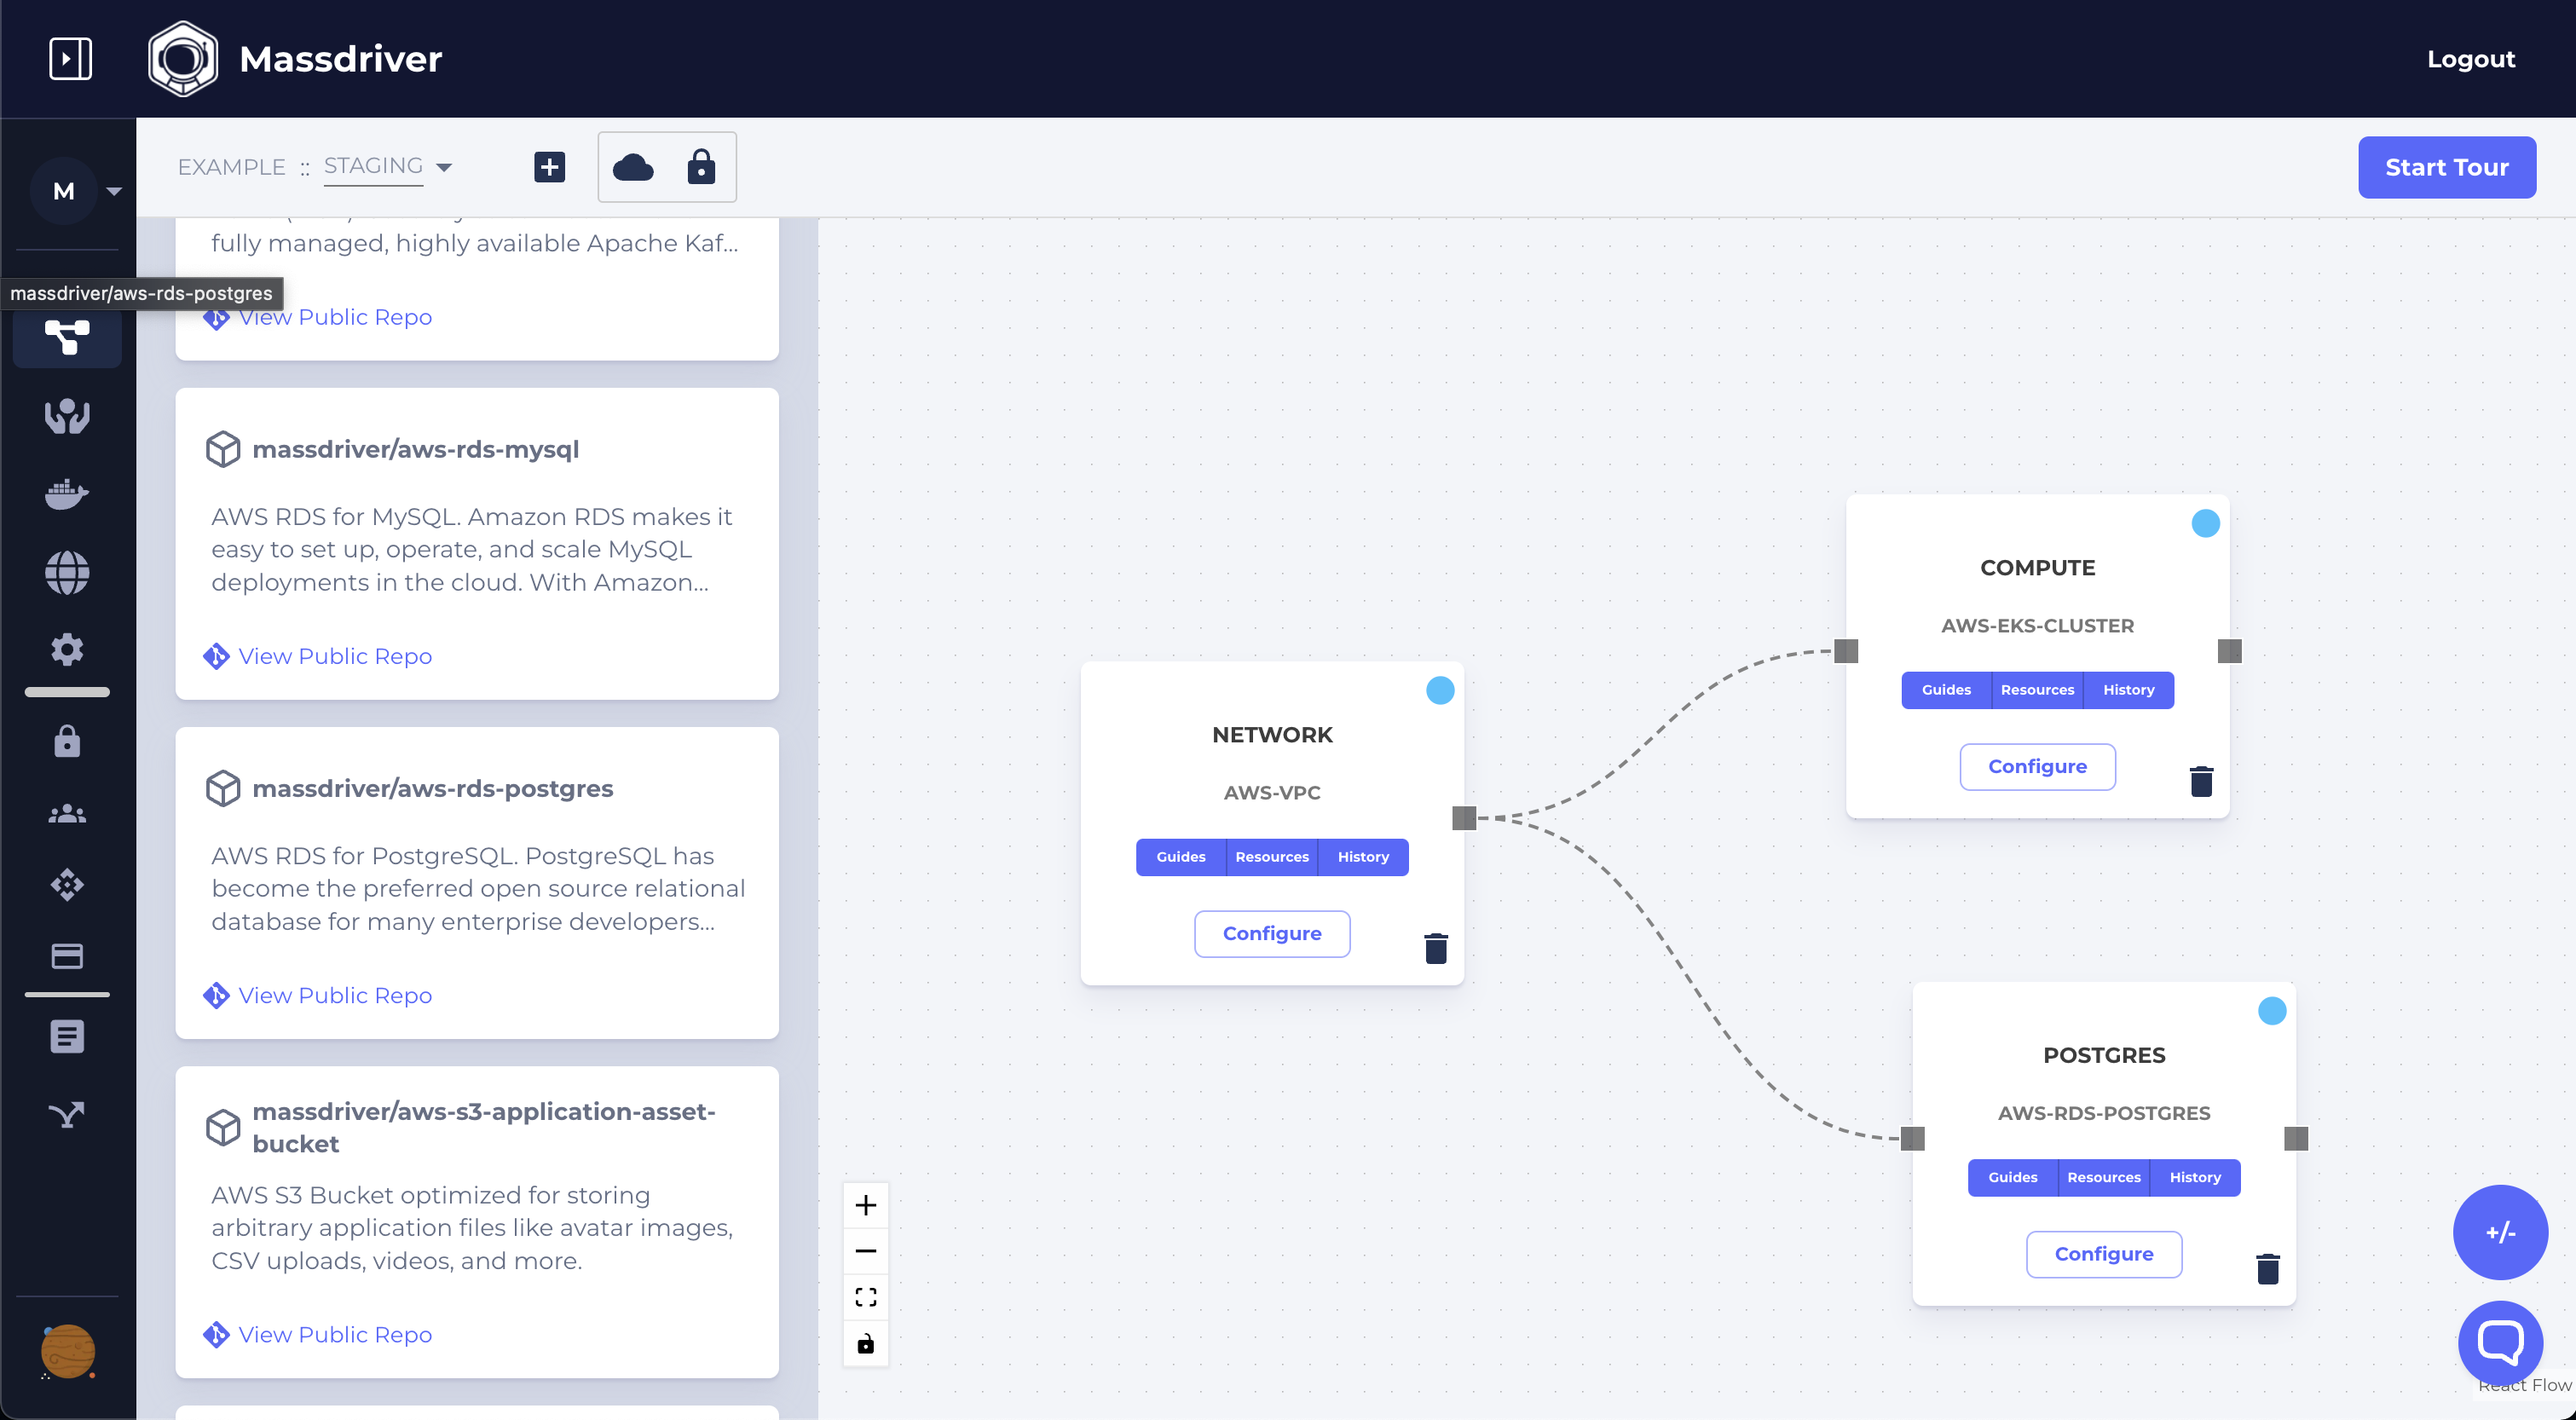 Massdriver
Logout
M
EXAMPLE :: STAGING
Start Tour
fully managed, highly available Apache Kaf...
massdriver/aws-rds-postgres
View Public Repo
massdriver/aws-rds-mysql
AWS RDS for MySQL. Amazon RDS makes it
easy to set up, operate, and scale MySQL
deployments in the cloud. With Amazon...
View Public Repo
massdriver/aws-rds-postgres
AWS RDS for PostgreSQL. PostgreSQL has
become the preferred open source relational
database for many enterprise developers...
View Public Repo
massdriver/aws-s3-application-asset-
bucket
AWS S3 Bucket optimized for storing
arbitrary application files like avatar images,
CSV uploads, videos, and more.
View Public Repo
NETWORK
AWS-VPC
Guides Resources History
Configure
COMPUTE
AWS-EKS-CLUSTER
Guides Resources History
Configure
POSTGRES
AWS-RDS-POSTGRES
Guides Resources History
Configure
+/-
React Flow